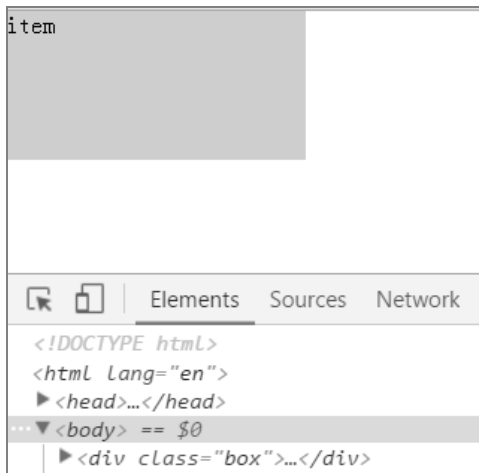 item
Elements Sources Network
<!DOCTYPE html>
<html lang="en">
▶<head>…</head>
…▼<body> == $0
▶<div class="box">…</div>